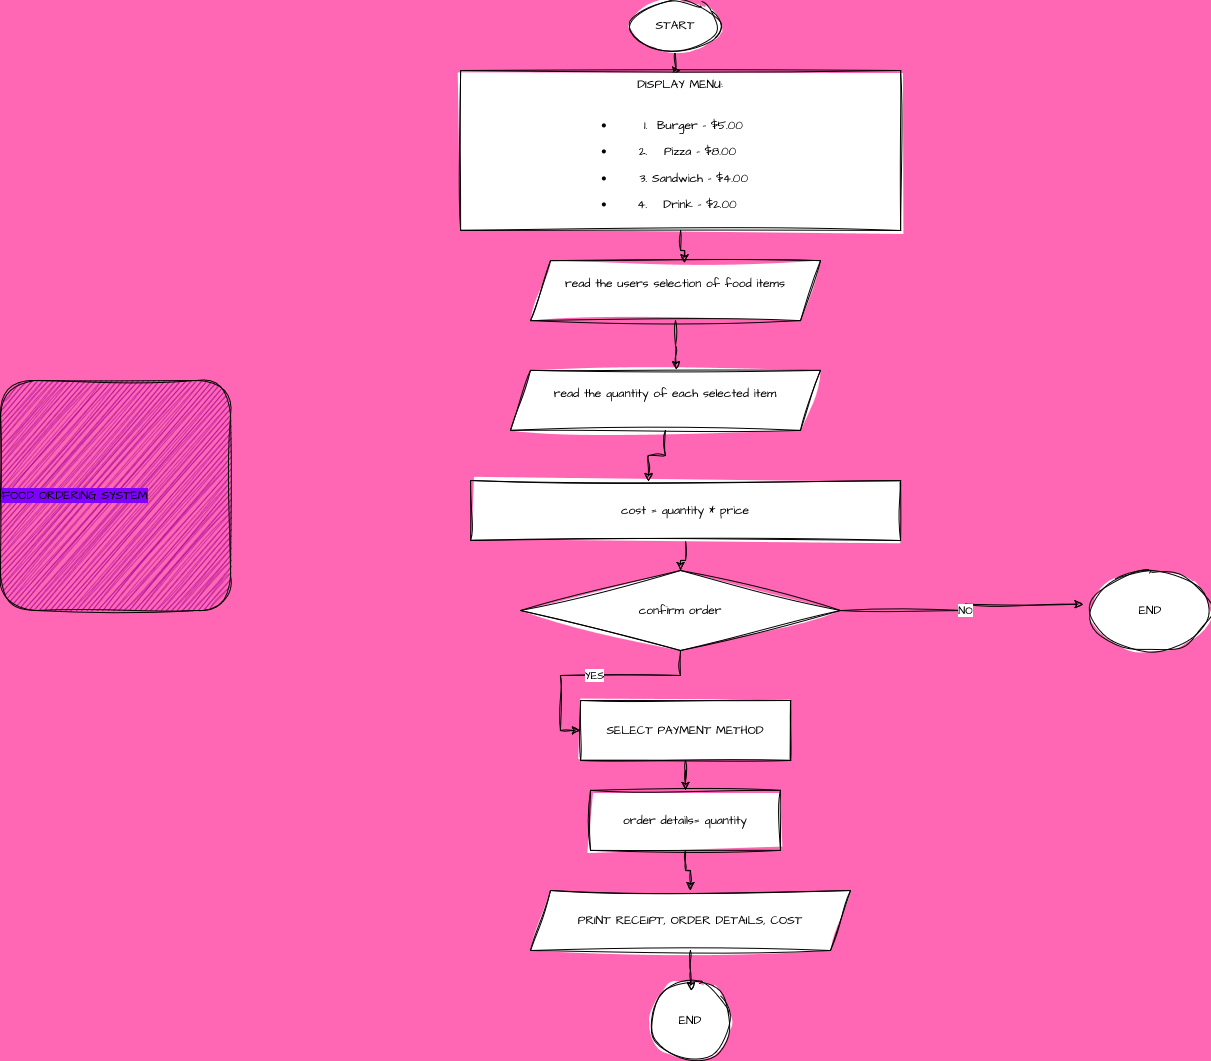 START
DISPLAY MENU:
• 1. Burger - $5.00
• 2. Pizza - $8.00
• 3. Sandwich - $4.00
• 4. Drink - $2.00
read the users selection of food items
read the quantity of each selected item
FOOD ORDERING SYSTEM
cost = quantity * price
confirm order
NO
END
YES
SELECT PAYMENT METHOD
order details= quantity
PRINT RECEIPT, ORDER DETAILS, COST
END